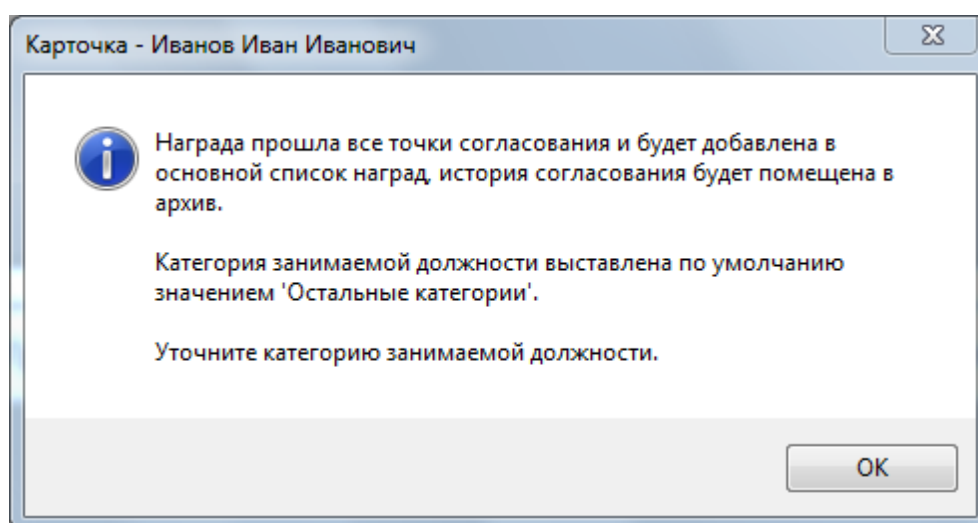 Карточка - Иванов Иван Иванович
Награда прошла все точки согласования и будет добавлена в
основной список наград, история согласования будет помещена в
архив.
Категория занимаемой должности выставлена по умолчанию
значением 'Остальные категории'.
Уточните категорию занимаемой должности.
ОК